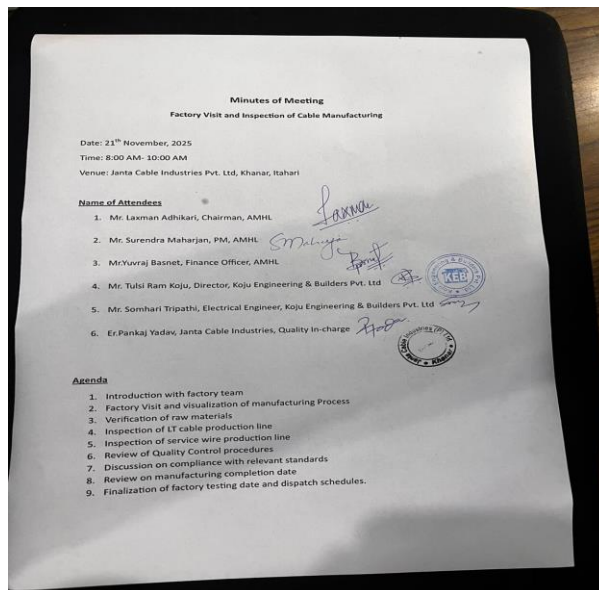 Minutes of Meeting
Factory Visit and Inspection of Cable Manufacturing
Date: 21th November, 2025
Time: 8:00 AM- 10:00 AM
Venue: Janta Cable Industries Pvt. Ltd, Khanar, Itahari
Name of Attendees
1. Mr. Laxman Adhikari, Chairman, AMHL
Laxman
2. Mr. Surendra Maharjan, PM, AMHL
3. Mr.Yuvraj Basnet, Finance Officer, AMHL
4. Mr. Tulsi Ram Koju, Director, Koju Engineering & Builders Pvt. Ltd
KEB
5. Mr. Somhari Tripathi, Electrical Engineer, Koju Engineering & Builders Pvt. Ltd
6. Er.Pankaj Yadav, Janta Cable Industries, Quality In-charge
Agenda
1. Introduction with factory team
2. Factory Visit and visualization of manufacturing Process
3. Verification of raw materials
4. Inspection of LT cable production line
5. Inspection of service wire production line
6. Review of Quality Control procedures
7. Discussion on compliance with relevant standards
8. Review on manufacturing completion date
9. Finalization of factory testing date and dispatch schedules.